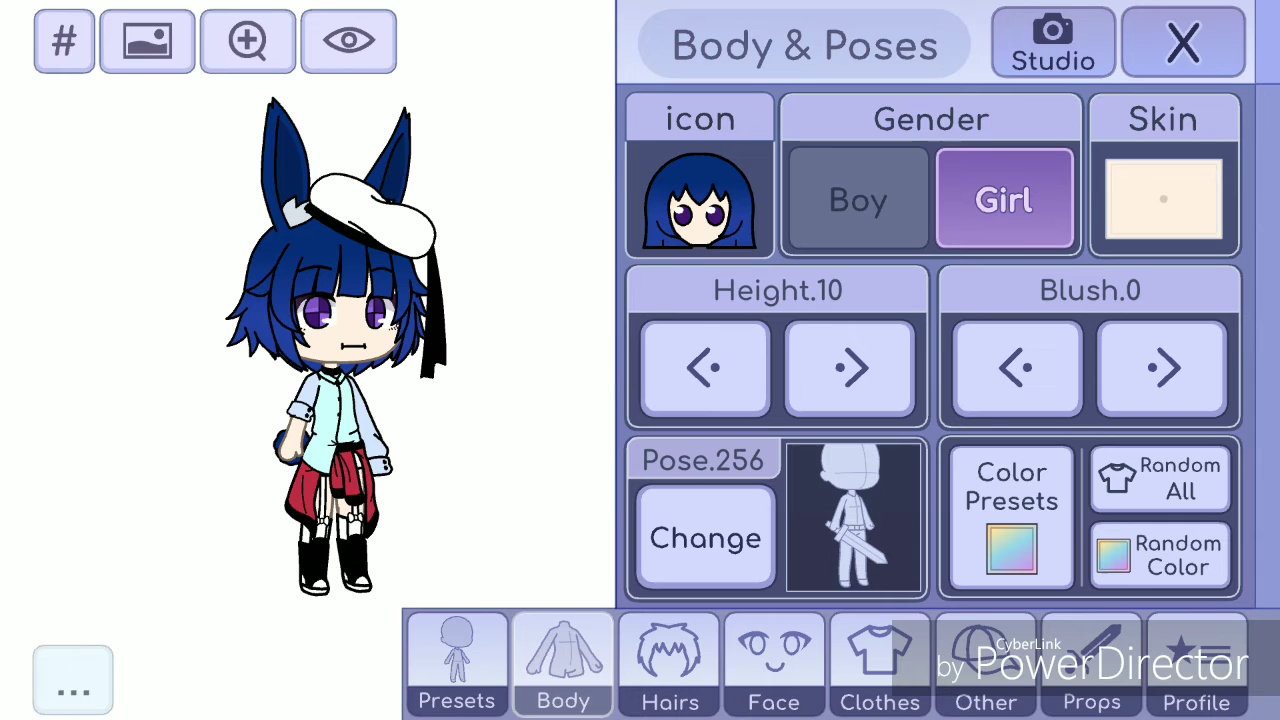 #
Body & Poses
Studio
X
icon
Gender
Skin
Boy
Girl
Height.10
Blush.0
Pose.256
Change
Color
Presets
Random
All
Random
Color
...
Presets
Body
Hairs
Face
Clothes
Other
Props
Profile
CyberLink
by PowerDirector